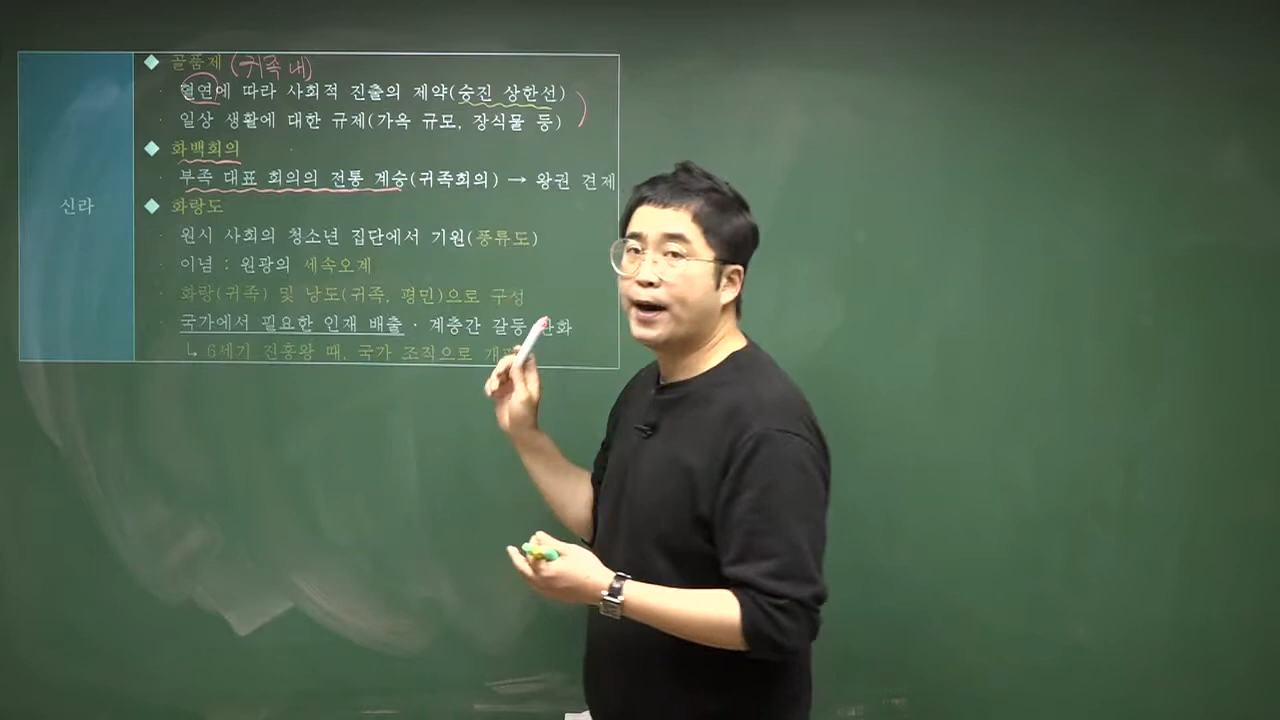 신라
◆ 골품제 (귀족 내)
· 혈연에 따라 사회적 진출의 제약(승진 상한선)
· 일상 생활에 대한 규제(가옥 규모, 장식물 등)
◆ 화백회의
· 부족 대표 회의의 전통 계승(귀족회의) → 왕권 견제
◆ 화랑도
· 원시 사회의 청소년 집단에서 기원(풍류도)
· 이념 : 원광의 세속오계
· 화랑(귀족) 및 낭도(귀족, 평민)으로 구성
· 국가에서 필요한 인재 배출 · 계층간 갈등
↳ 6세기 진흥왕 때, 국가 조직으로